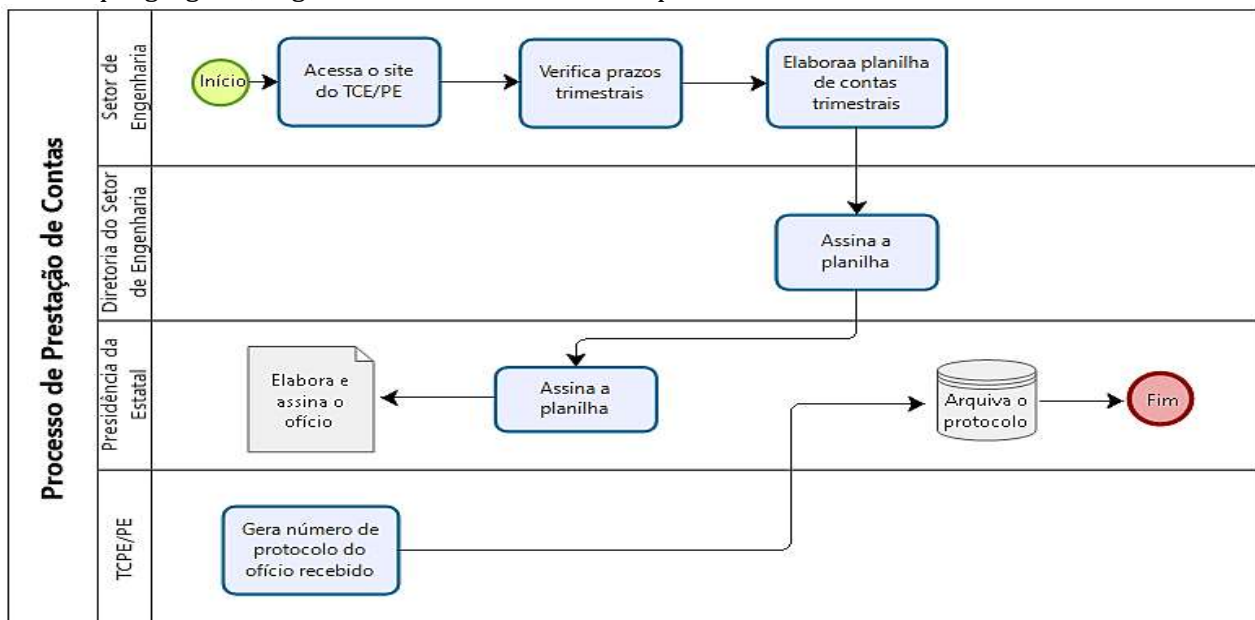 Processo de Prestação de Contas
Setor de
Engenharia
Início
Acessa o site
do TCE/PE
Verifica prazos
trimestrais
Elaboraa planilha
de contas
trimestrais
Diretoria do Setor
de Engenharia
Assina a
planilha
Presidência da
Estatal
Elabora e
assina o
ofício
Assina a
planilha
Arquiva o
protocolo
Fim
TCPE/PE
Gera número de
protocolo do
ofício recebido